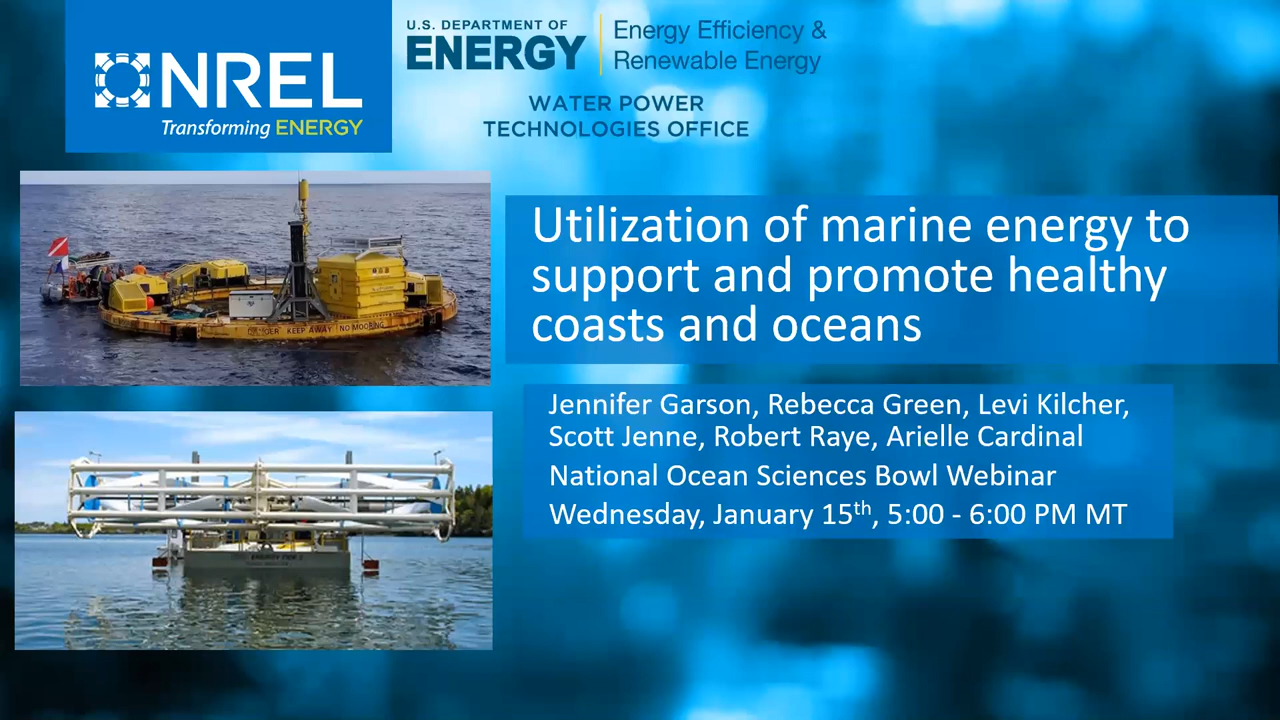 NREL
Transforming ENERGY
U.S. DEPARTMENT OF
ENERGY
Energy Efficiency &
Renewable Energy
WATER POWER
TECHNOLOGIES OFFICE
KEEP AWAY NO MOORING
Utilization of marine energy to
support and promote healthy
coasts and oceans
Jennifer Garson, Rebecca Green, Levi Kilcher,
Scott Jenne, Robert Raye, Arielle Cardinal
National Ocean Sciences Bowl Webinar
Wednesday, January 15th, 5:00 - 6:00 PM MT